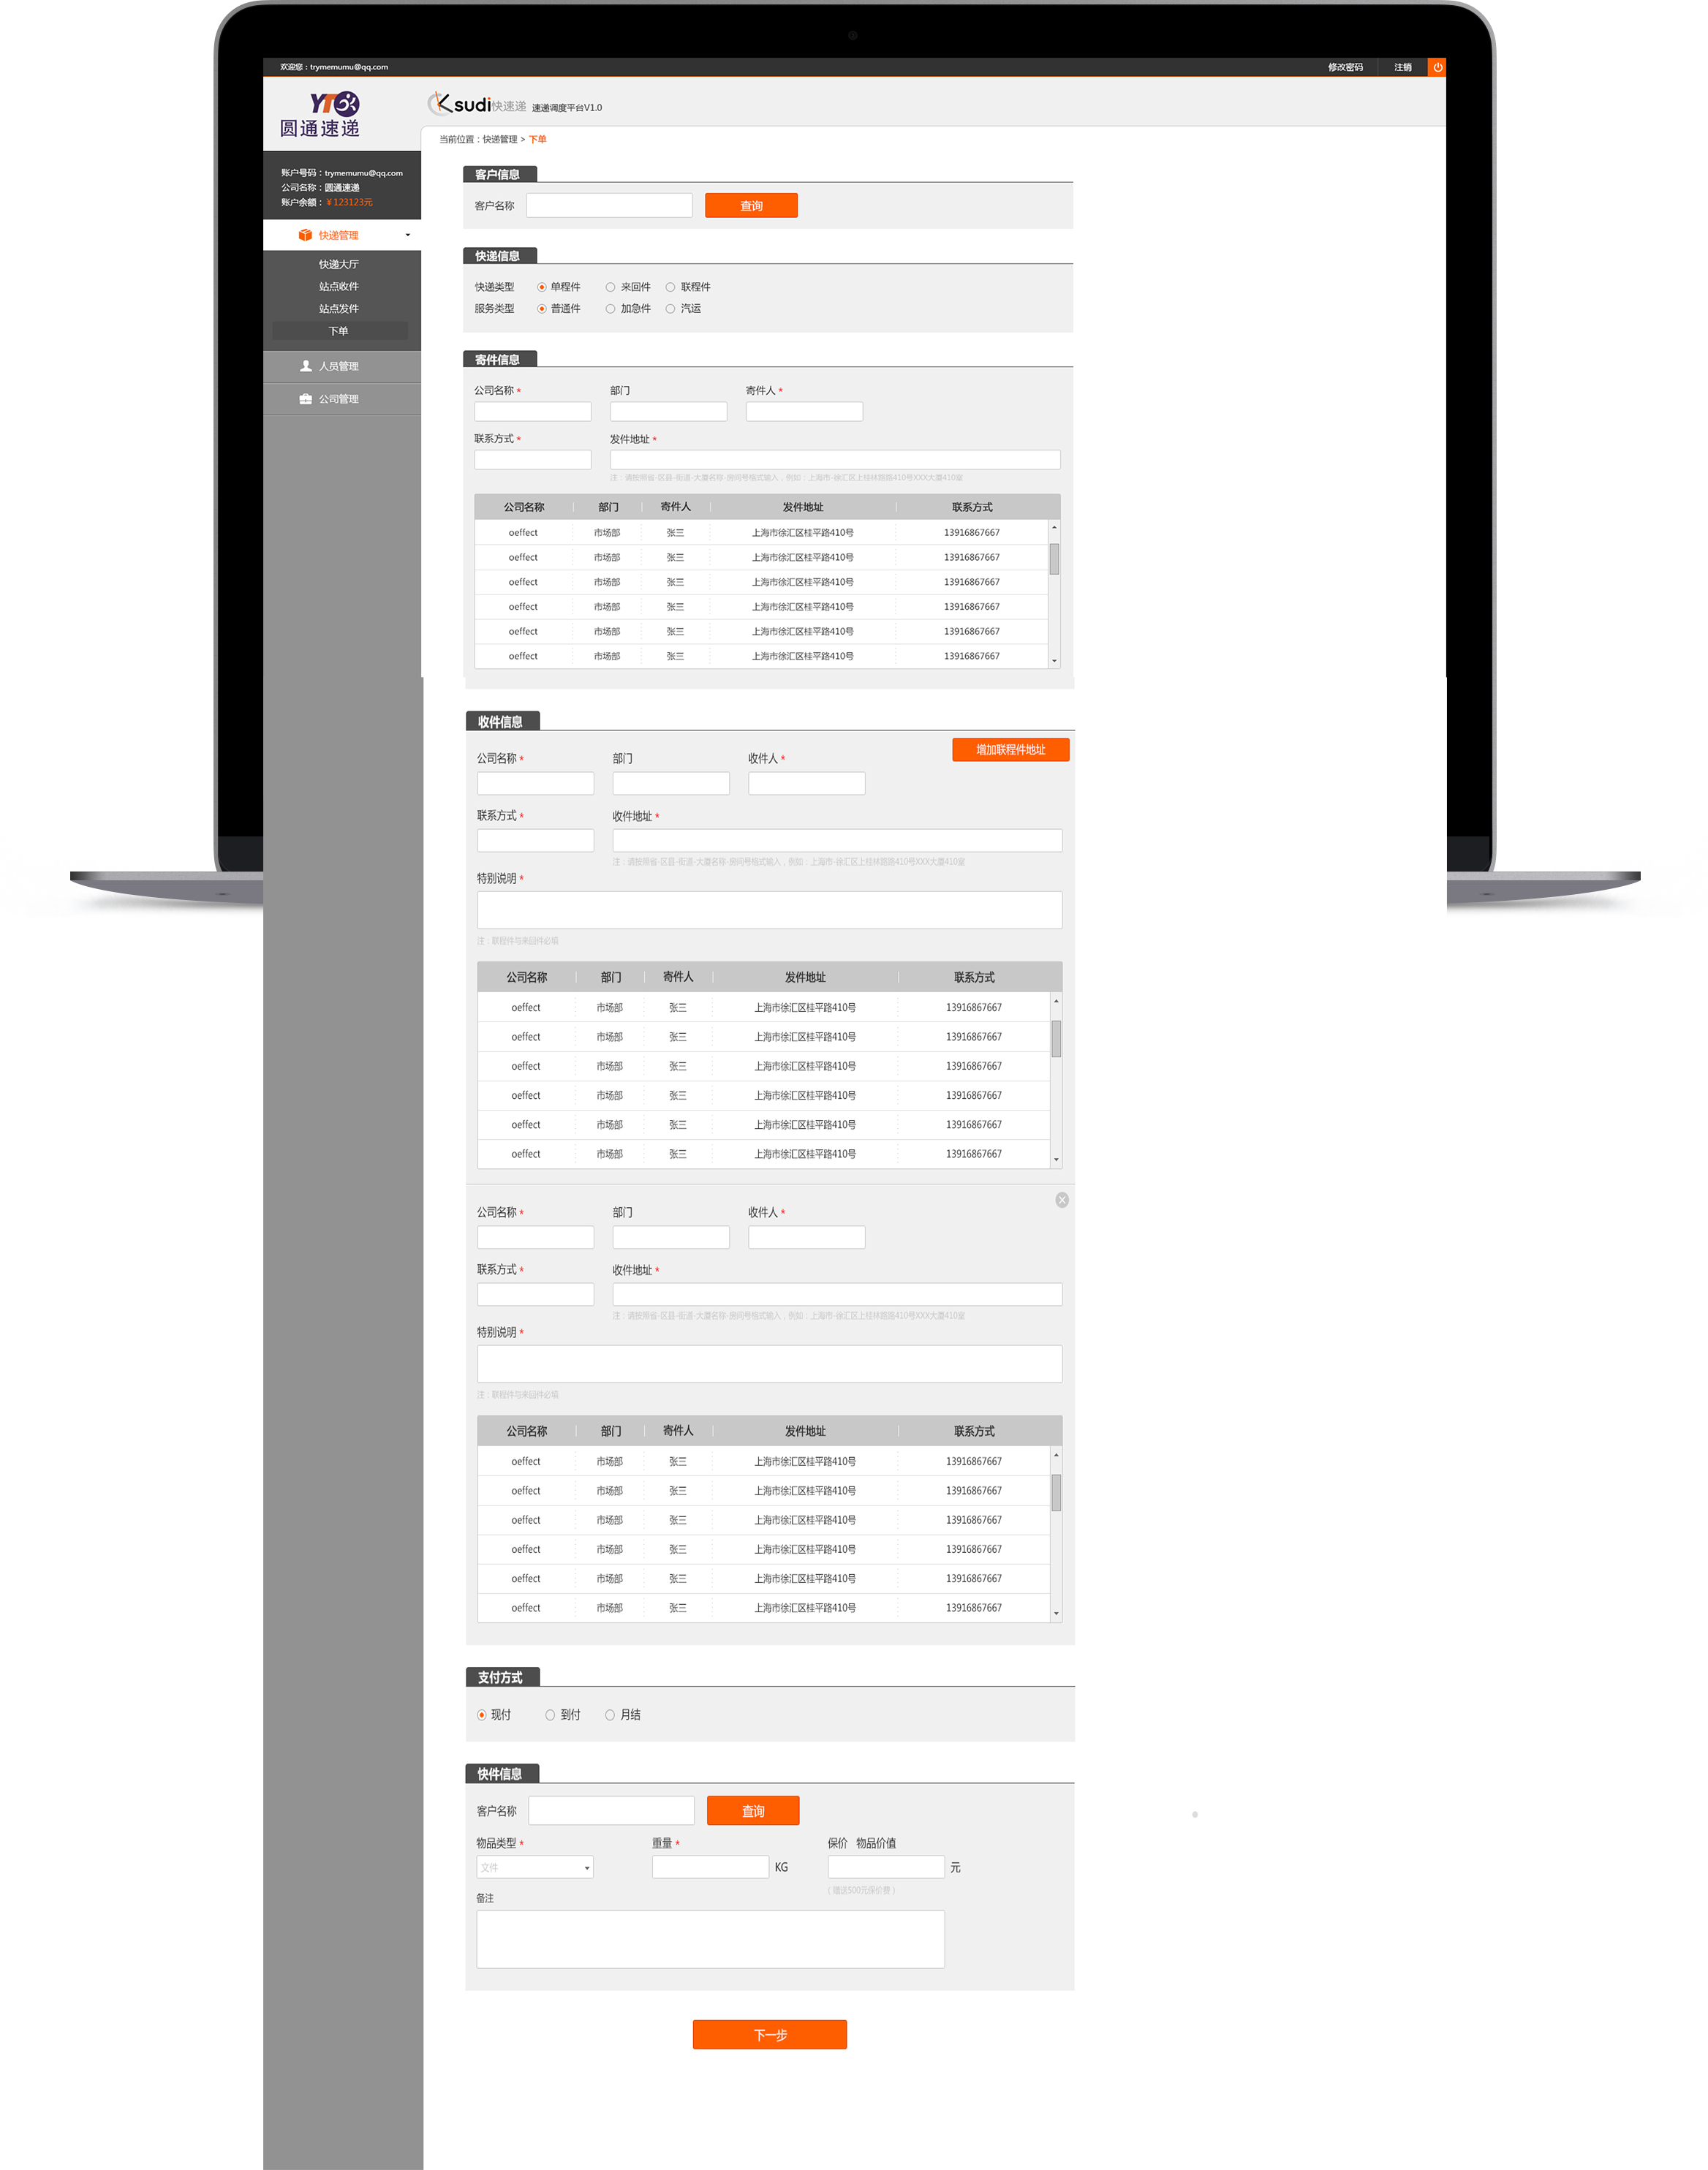 欢迎您：trymemumu@qq.com 修改密码 注销
YTO
圆通速递
Ksudi快速递 速递调度平台V1.0
当前位置：快递管理 > 下单
账户号码：trymemumu@qq.com
公司名称：圆通速递
账户余额：￥123123元
快递管理
快递大厅
站点收件
站点发件
下单
人员管理
公司管理
客户信息
客户名称 查询
快递信息
快递类型 单程件 来回件 联程件
服务类型 普通件 加急件 汽运
寄件信息
公司名称 * 部门 寄件人 *
联系方式 * 发件地址 *
注：请按照省-区县-街道-大厦名称-房间号格式输入，例如：上海市-徐汇区上桂林路路410号XXX大厦410室
公司名称 部门 寄件人 发件地址 联系方式
oeffect 市场部 张三 上海市徐汇区桂平路410号 13916867667
oeffect 市场部 张三 上海市徐汇区桂平路410号 13916867667
oeffect 市场部 张三 上海市徐汇区桂平路410号 13916867667
oeffect 市场部 张三 上海市徐汇区桂平路410号 13916867667
oeffect 市场部 张三 上海市徐汇区桂平路410号 13916867667
oeffect 市场部 张三 上海市徐汇区桂平路410号 13916867667
收件信息
增加联程件地址
公司名称 * 部门 收件人 *
联系方式 * 收件地址 *
注：请按照省-区县-街道-大厦名称-房间号格式输入，例如：上海市-徐汇区上桂林路路410号XXX大厦410室
特别说明 *
注：联程件与来回件必填
公司名称 部门 寄件人 发件地址 联系方式
oeffect 市场部 张三 上海市徐汇区桂平路410号 13916867667
oeffect 市场部 张三 上海市徐汇区桂平路410号 13916867667
oeffect 市场部 张三 上海市徐汇区桂平路410号 13916867667
oeffect 市场部 张三 上海市徐汇区桂平路410号 13916867667
oeffect 市场部 张三 上海市徐汇区桂平路410号 13916867667
oeffect 市场部 张三 上海市徐汇区桂平路410号 13916867667
公司名称 * 部门 收件人 *
联系方式 * 收件地址 *
注：请按照省-区县-街道-大厦名称-房间号格式输入，例如：上海市-徐汇区上桂林路路410号XXX大厦410室
特别说明 *
注：联程件与来回件必填
公司名称 部门 寄件人 发件地址 联系方式
oeffect 市场部 张三 上海市徐汇区桂平路410号 13916867667
oeffect 市场部 张三 上海市徐汇区桂平路410号 13916867667
oeffect 市场部 张三 上海市徐汇区桂平路410号 13916867667
oeffect 市场部 张三 上海市徐汇区桂平路410号 13916867667
oeffect 市场部 张三 上海市徐汇区桂平路410号 13916867667
oeffect 市场部 张三 上海市徐汇区桂平路410号 13916867667
支付方式
现付 到付 月结
快件信息
客户名称 查询
物品类型 * 重量 * 保价 物品价值
文件 KG 元
（赠送500元保价费）
备注
下一步